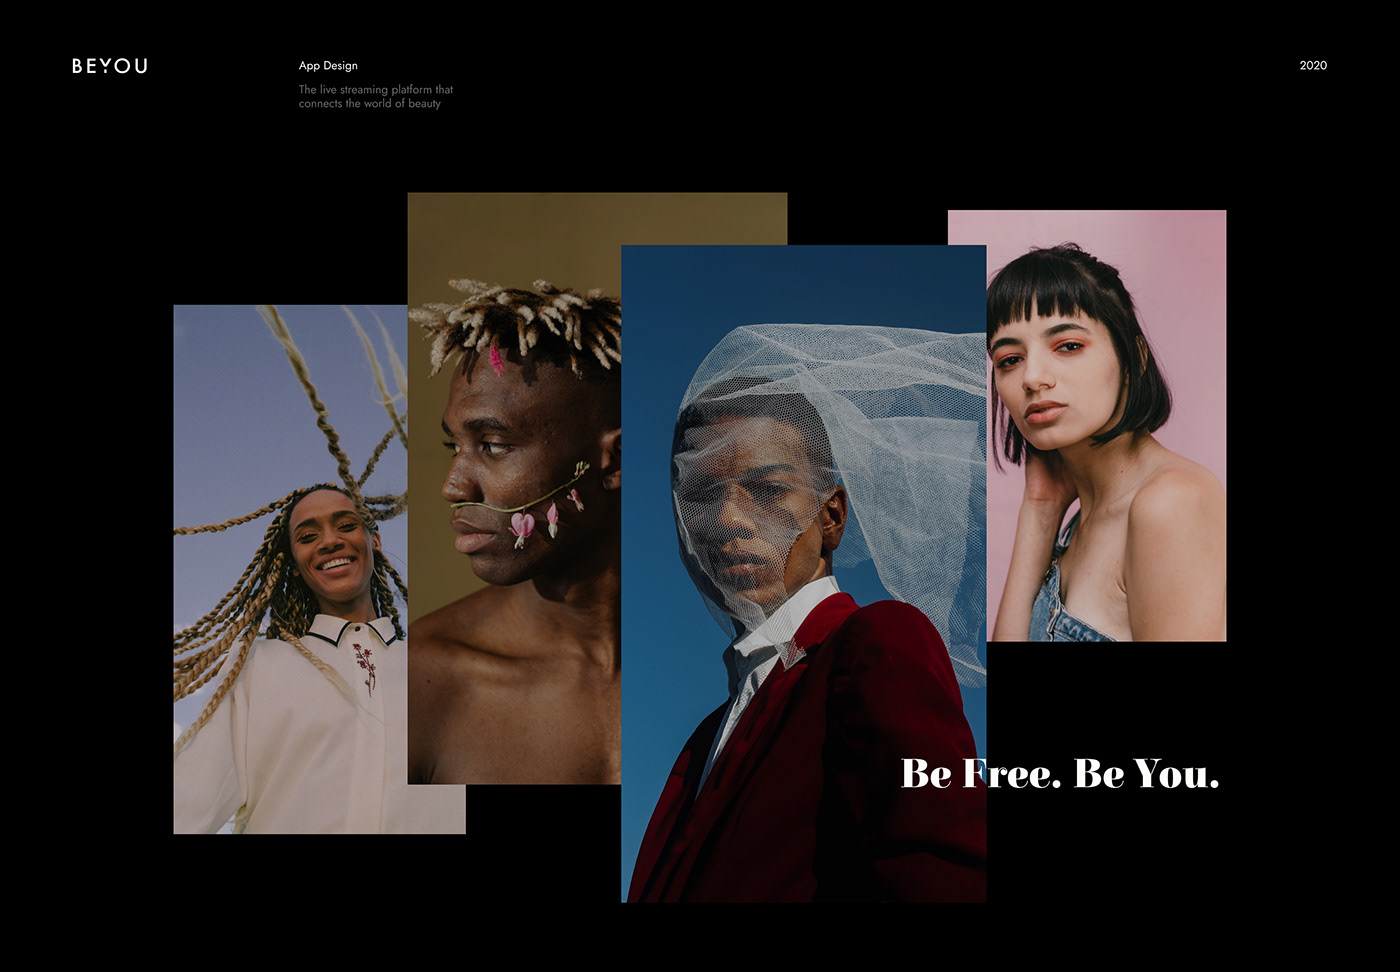 BEYOU
App Design
The live streaming platform that
connects the world of beauty
2020
Be Free. Be You.